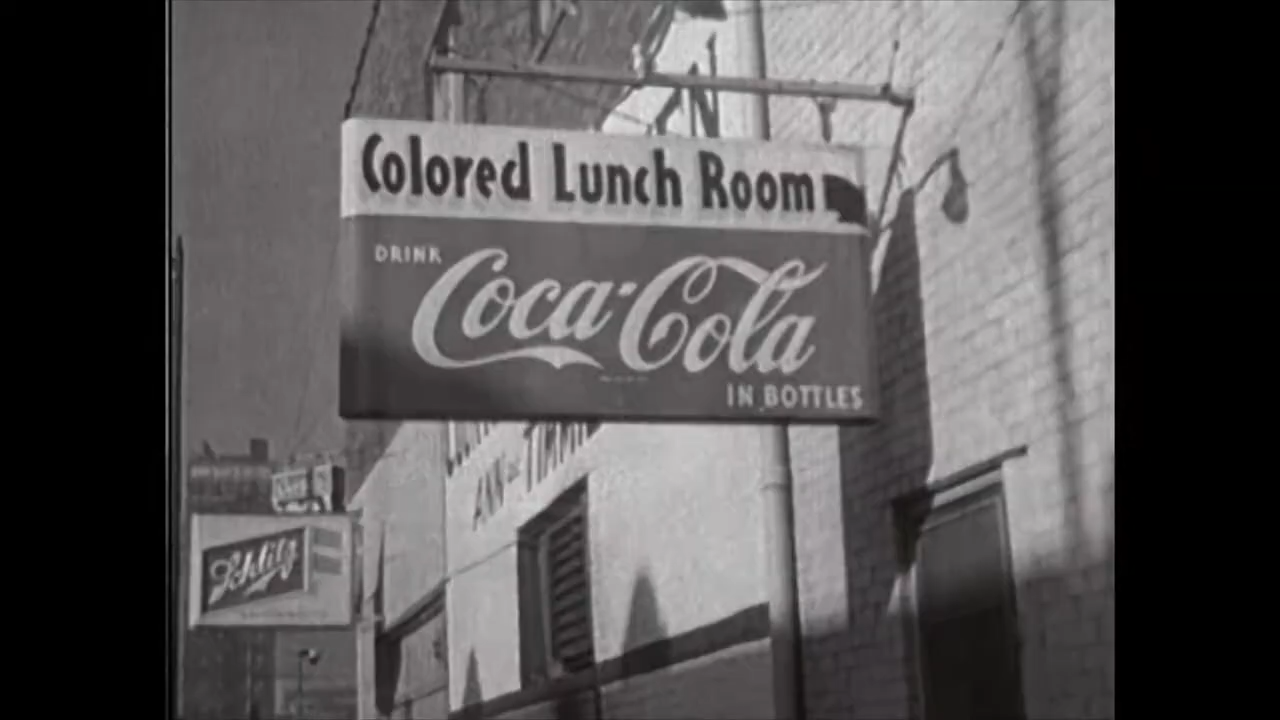 Colored Lunch Room
DRINK
Coca-Cola
IN BOTTLES
Schlitz